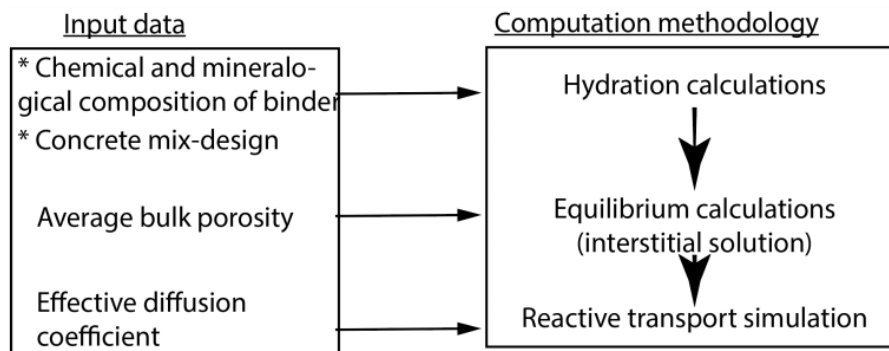 Input data
* Chemical and mineralo-
gical composition of binder
* Concrete mix-design
Average bulk porosity
Effective diffusion
coefficient
Computation methodology
Hydration calculations
Equilibrium calculations
(interstitial solution)
Reactive transport simulation